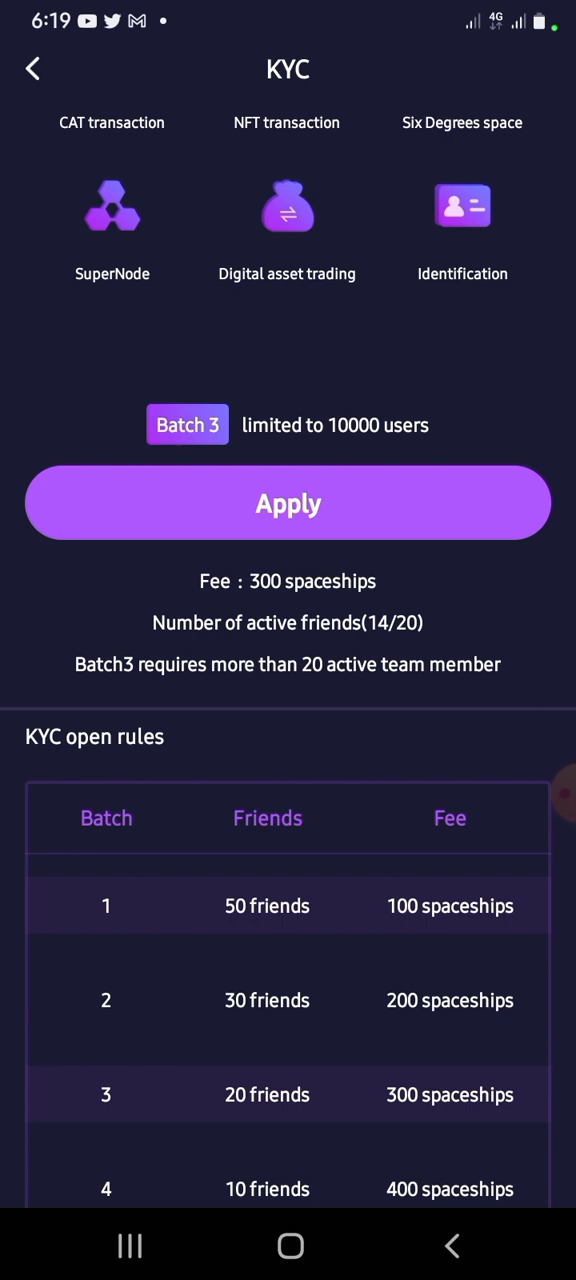 6:19
4G
KYC
CAT transaction NFT transaction Six Degrees space
SuperNode Digital asset trading Identification
Batch 3 limited to 10000 users
Apply
Fee : 300 spaceships
Number of active friends(14/20)
Batch3 requires more than 20 active team member
KYC open rules
Batch Friends Fee
1 50 friends 100 spaceships
2 30 friends 200 spaceships
3 20 friends 300 spaceships
4 10 friends 400 spaceships